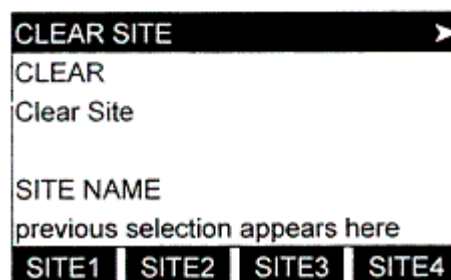 CLEAR SITE
CLEAR
Clear Site
SITE NAME
previous selection appears here
SITE1 SITE2 SITE3 SITE4